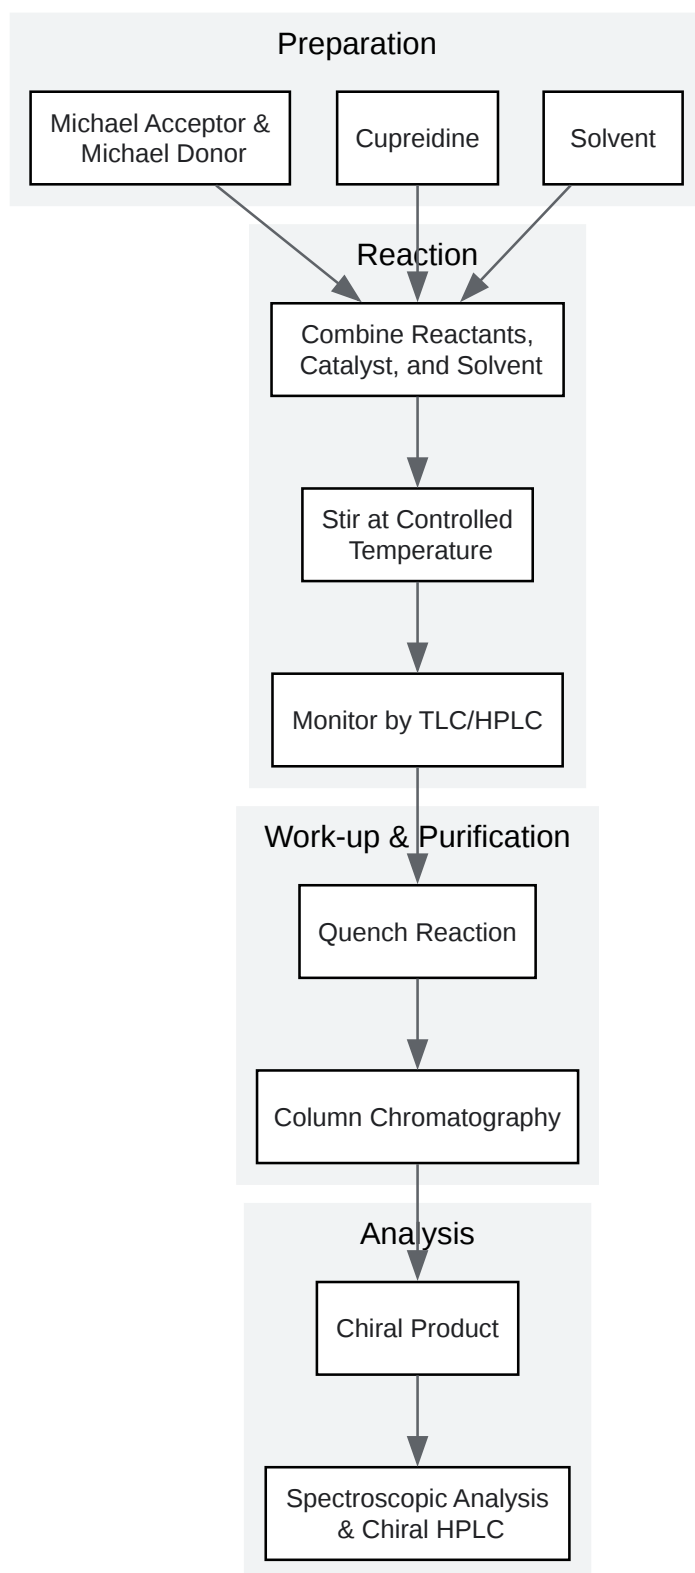 Preparation
Michael Acceptor &
Michael Donor
Cupreidine
Solvent
Reaction
Combine Reactants,
Catalyst, and Solvent
Stir at Controlled
Temperature
Monitor by TLC/HPLC
Work-up & Purification
Quench Reaction
Column Chromatography
Analysis
Chiral Product
Spectroscopic Analysis
& Chiral HPLC